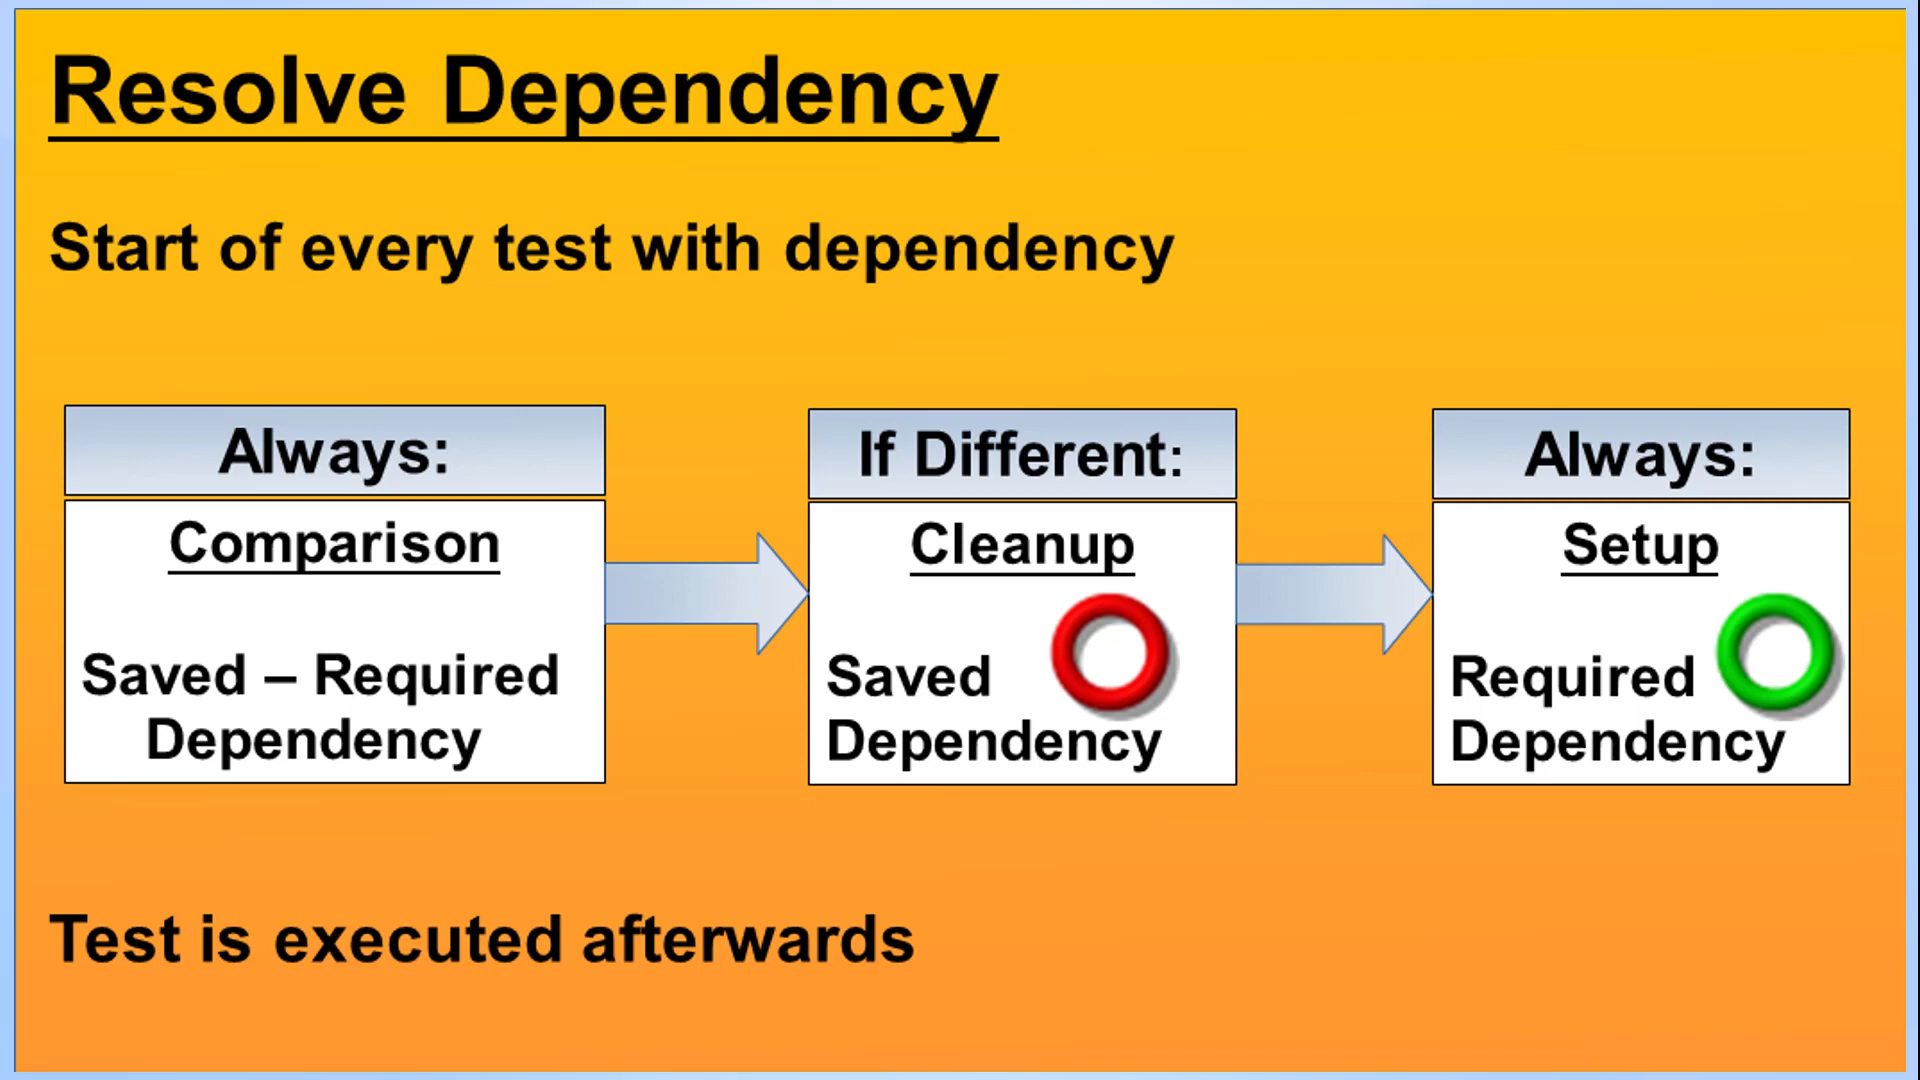 Resolve Dependency
Start of every test with dependency
Always:
Comparison
Saved – Required
Dependency
If Different:
Cleanup
Saved
Dependency
Always:
Setup
Required
Dependency
Test is executed afterwards